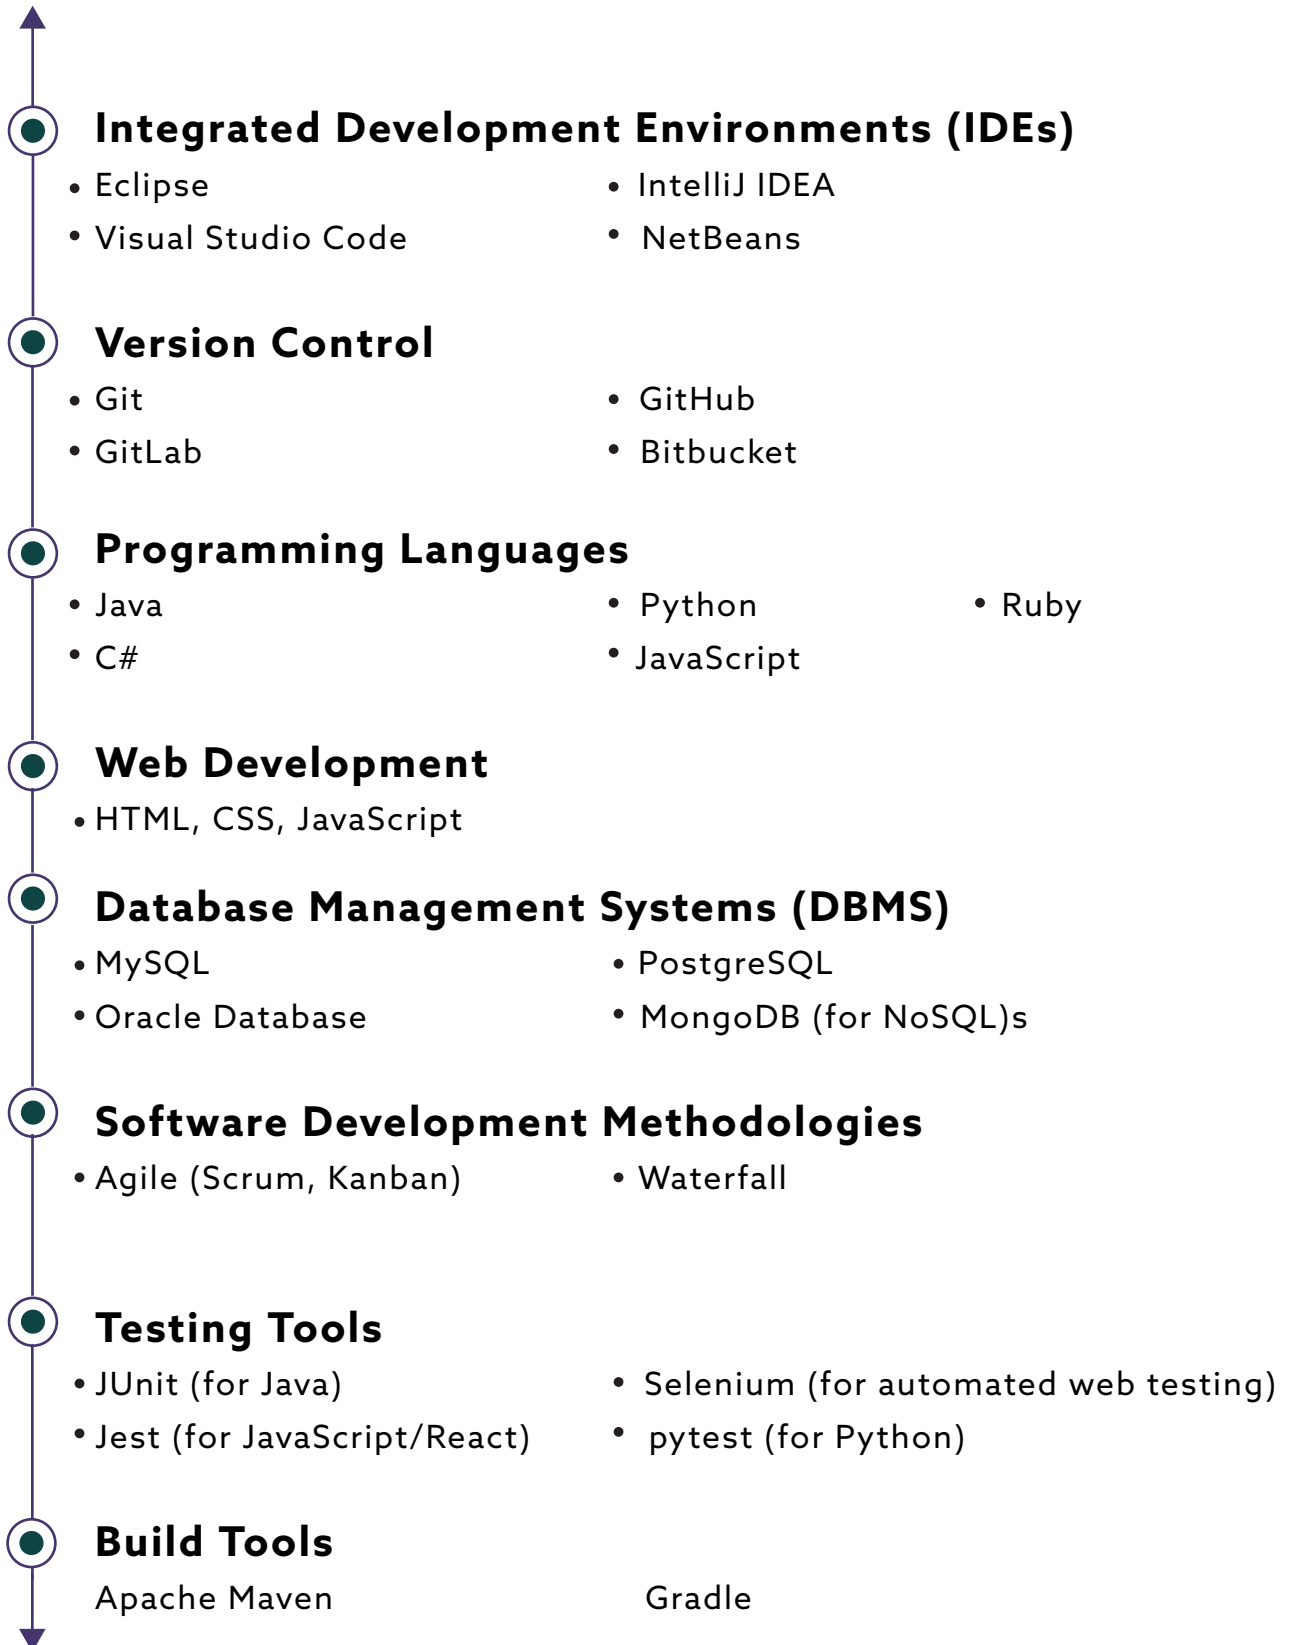 Integrated Development Environments (IDEs)
• Eclipse • IntelliJ IDEA
• Visual Studio Code • NetBeans
Version Control
• Git • GitHub
• GitLab • Bitbucket
Programming Languages
• Java • Python • Ruby
• C# • JavaScript
Web Development
• HTML, CSS, JavaScript
Database Management Systems (DBMS)
• MySQL • PostgreSQL
• Oracle Database • MongoDB (for NoSQL)s
Software Development Methodologies
• Agile (Scrum, Kanban) • Waterfall
Testing Tools
• JUnit (for Java) • Selenium (for automated web testing)
• Jest (for JavaScript/React) • pytest (for Python)
Build Tools
Apache Maven Gradle